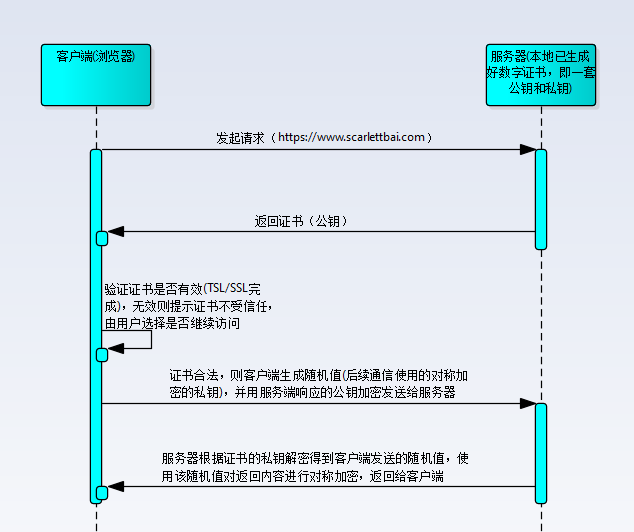 客户端(浏览器)
服务器(本地已生成
好数字证书，即一套
公钥和私钥)
发起请求（https://www.scarlettbai.com）
返回证书（公钥）
验证证书是否有效(TSL/SSL完
成)，无效则提示证书不受信任，
由用户选择是否继续访问
证书合法，则客户端生成随机值(后续通信使用的对称加
密的私钥)，并用服务端响应的公钥加密发送给服务器
服务器根据证书的私钥解密得到客户端发送的随机值，使
用该随机值对返回内容进行对称加密，返回给客户端